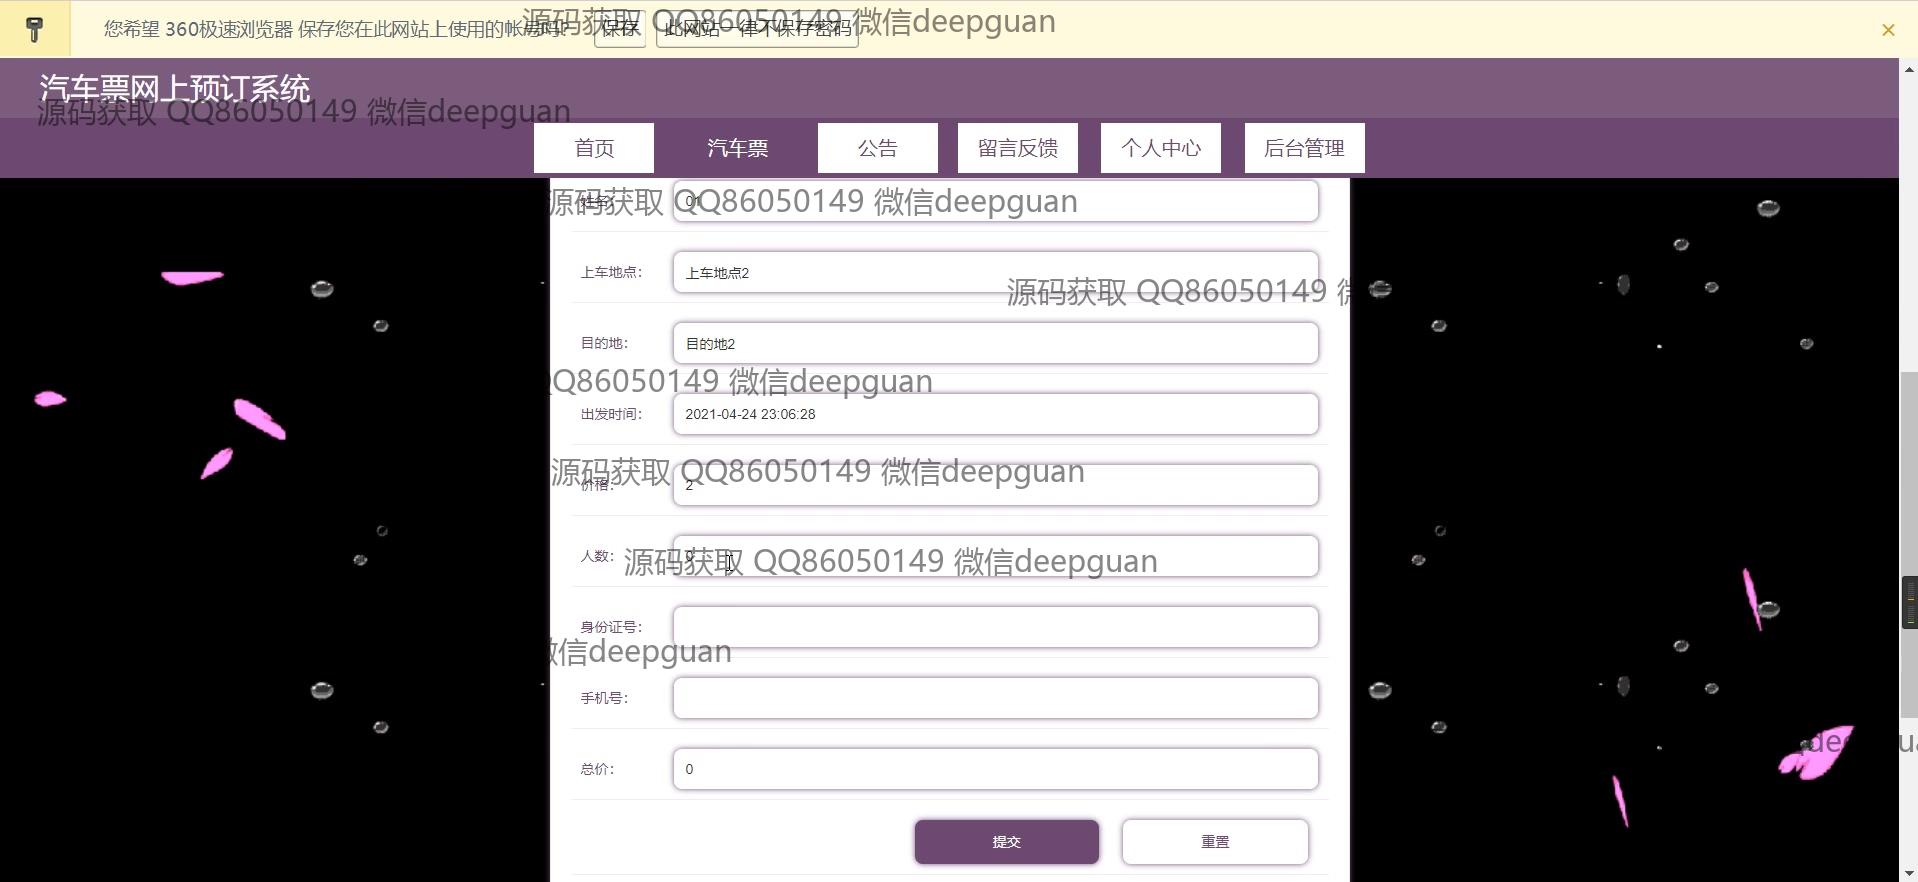 您希望 360极速浏览器 保存您在此网站上使用的帐号吗? 保存 此网站一律不保存密码
源码获取 QQ86050149 微信deepguan
汽车票网上预订系统
源码获取 QQ86050149 微信deepguan
首页 汽车票 公告 留言反馈 个人中心 后台管理
姓名: 01
源码获取 QQ86050149 微信deepguan
上车地点: 上车地点2
源码获取 QQ86050149 微
目的地: 目的地2
QQ86050149 微信deepguan
出发时间: 2021-04-24 23:06:28
源码获取 QQ86050149 微信deepguan
价格: 2
人数: 0
源码获取 QQ86050149 微信deepguan
身份证号:
微信deepguan
手机号:
总价: 0
提交 重置